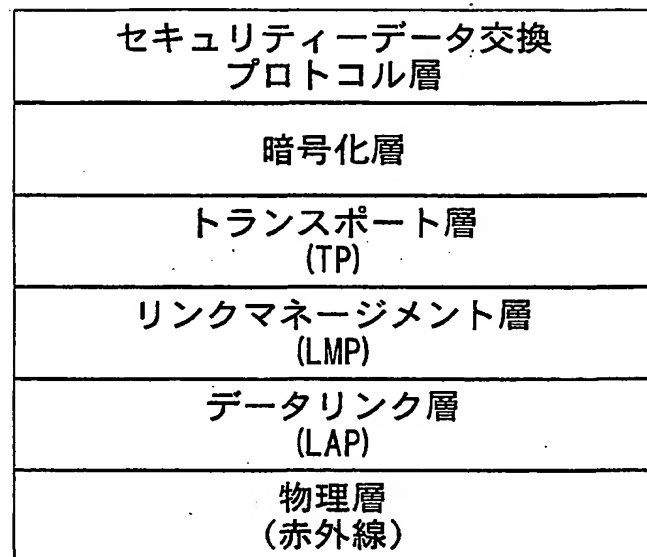 セキュリティーデータ交換
プロトコル層
暗号化層
トランスポート層
(TP)
リンクマネージメント層
(LMP)
データリンク層
(LAP)
物理層
(赤外線)